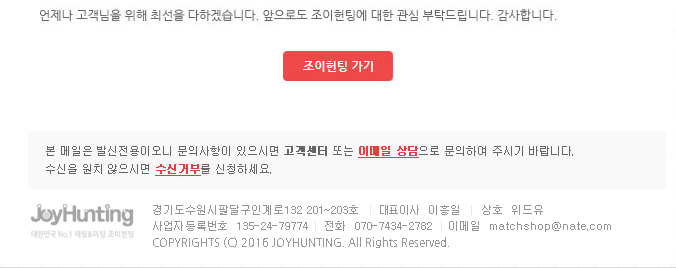 언제나 고객님을 위해 최선을 다하겠습니다. 앞으로도 조이헌팅에 대한 관심 부탁드립니다. 감사합니다.
조이헌팅 가기
본 메일은 발신전용이오니 문의사항이 있으시면 고객센터 또는 이메일 상담으로 문의하여 주시기 바랍니다.
수신을 원치 않으시면 수신거부를 신청하세요.
JoyHunting
대한민국 No.1 채팅&미팅 조이헌팅
경기도수원시팔달구인계로132 201~203호 | 대표이사 이홍일 | 상호 위드유
사업자등록번호 135-24-79774 | 전화 070-7434-2782 | 이메일 matchshop@nate.com
COPYRIGHTS (C) 2016 JOYHUNTING. All Rights Reserved.